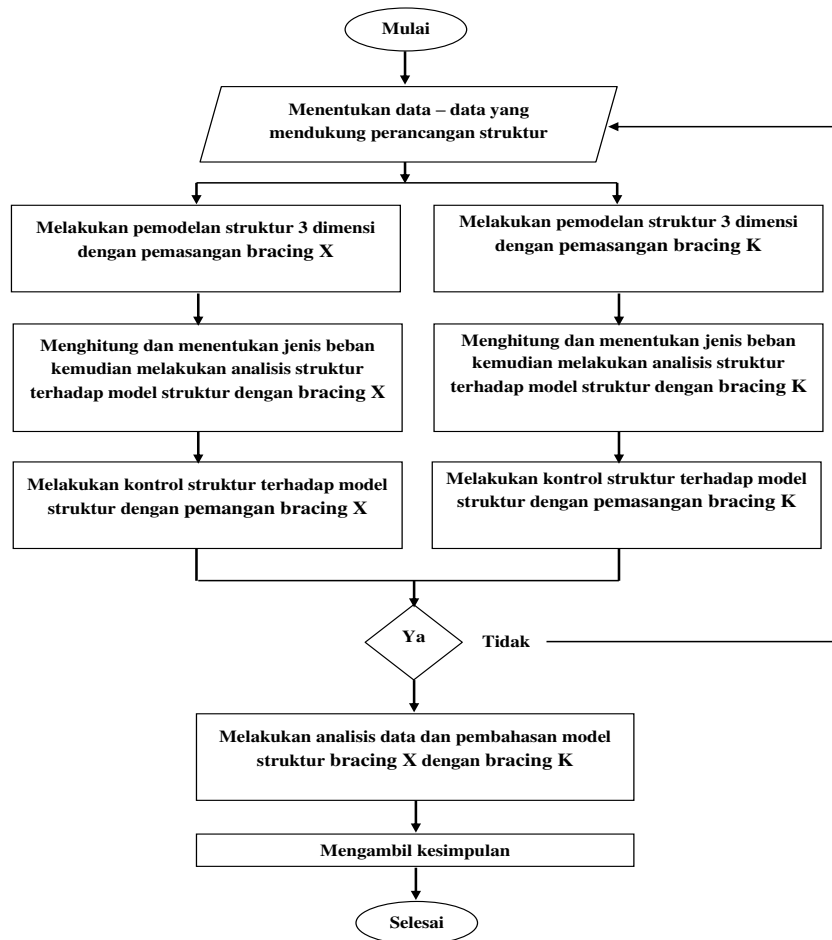 Mulai
Menentukan data – data yang
mendukung perancangan struktur
Melakukan pemodelan struktur 3 dimensi
dengan pemasangan bracing X
Melakukan pemodelan struktur 3 dimensi
dengan pemasangan bracing K
Menghitung dan menentukan jenis beban
kemudian melakukan analisis struktur
terhadap model struktur dengan bracing X
Menghitung dan menentukan jenis beban
kemudian melakukan analisis struktur
terhadap model struktur dengan bracing K
Melakukan kontrol struktur terhadap model
struktur dengan pemangan bracing X
Melakukan kontrol struktur terhadap model
struktur dengan pemasangan bracing K
Ya
Tidak
Melakukan analisis data dan pembahasan model
struktur bracing X dengan bracing K
Mengambil kesimpulan
Selesai